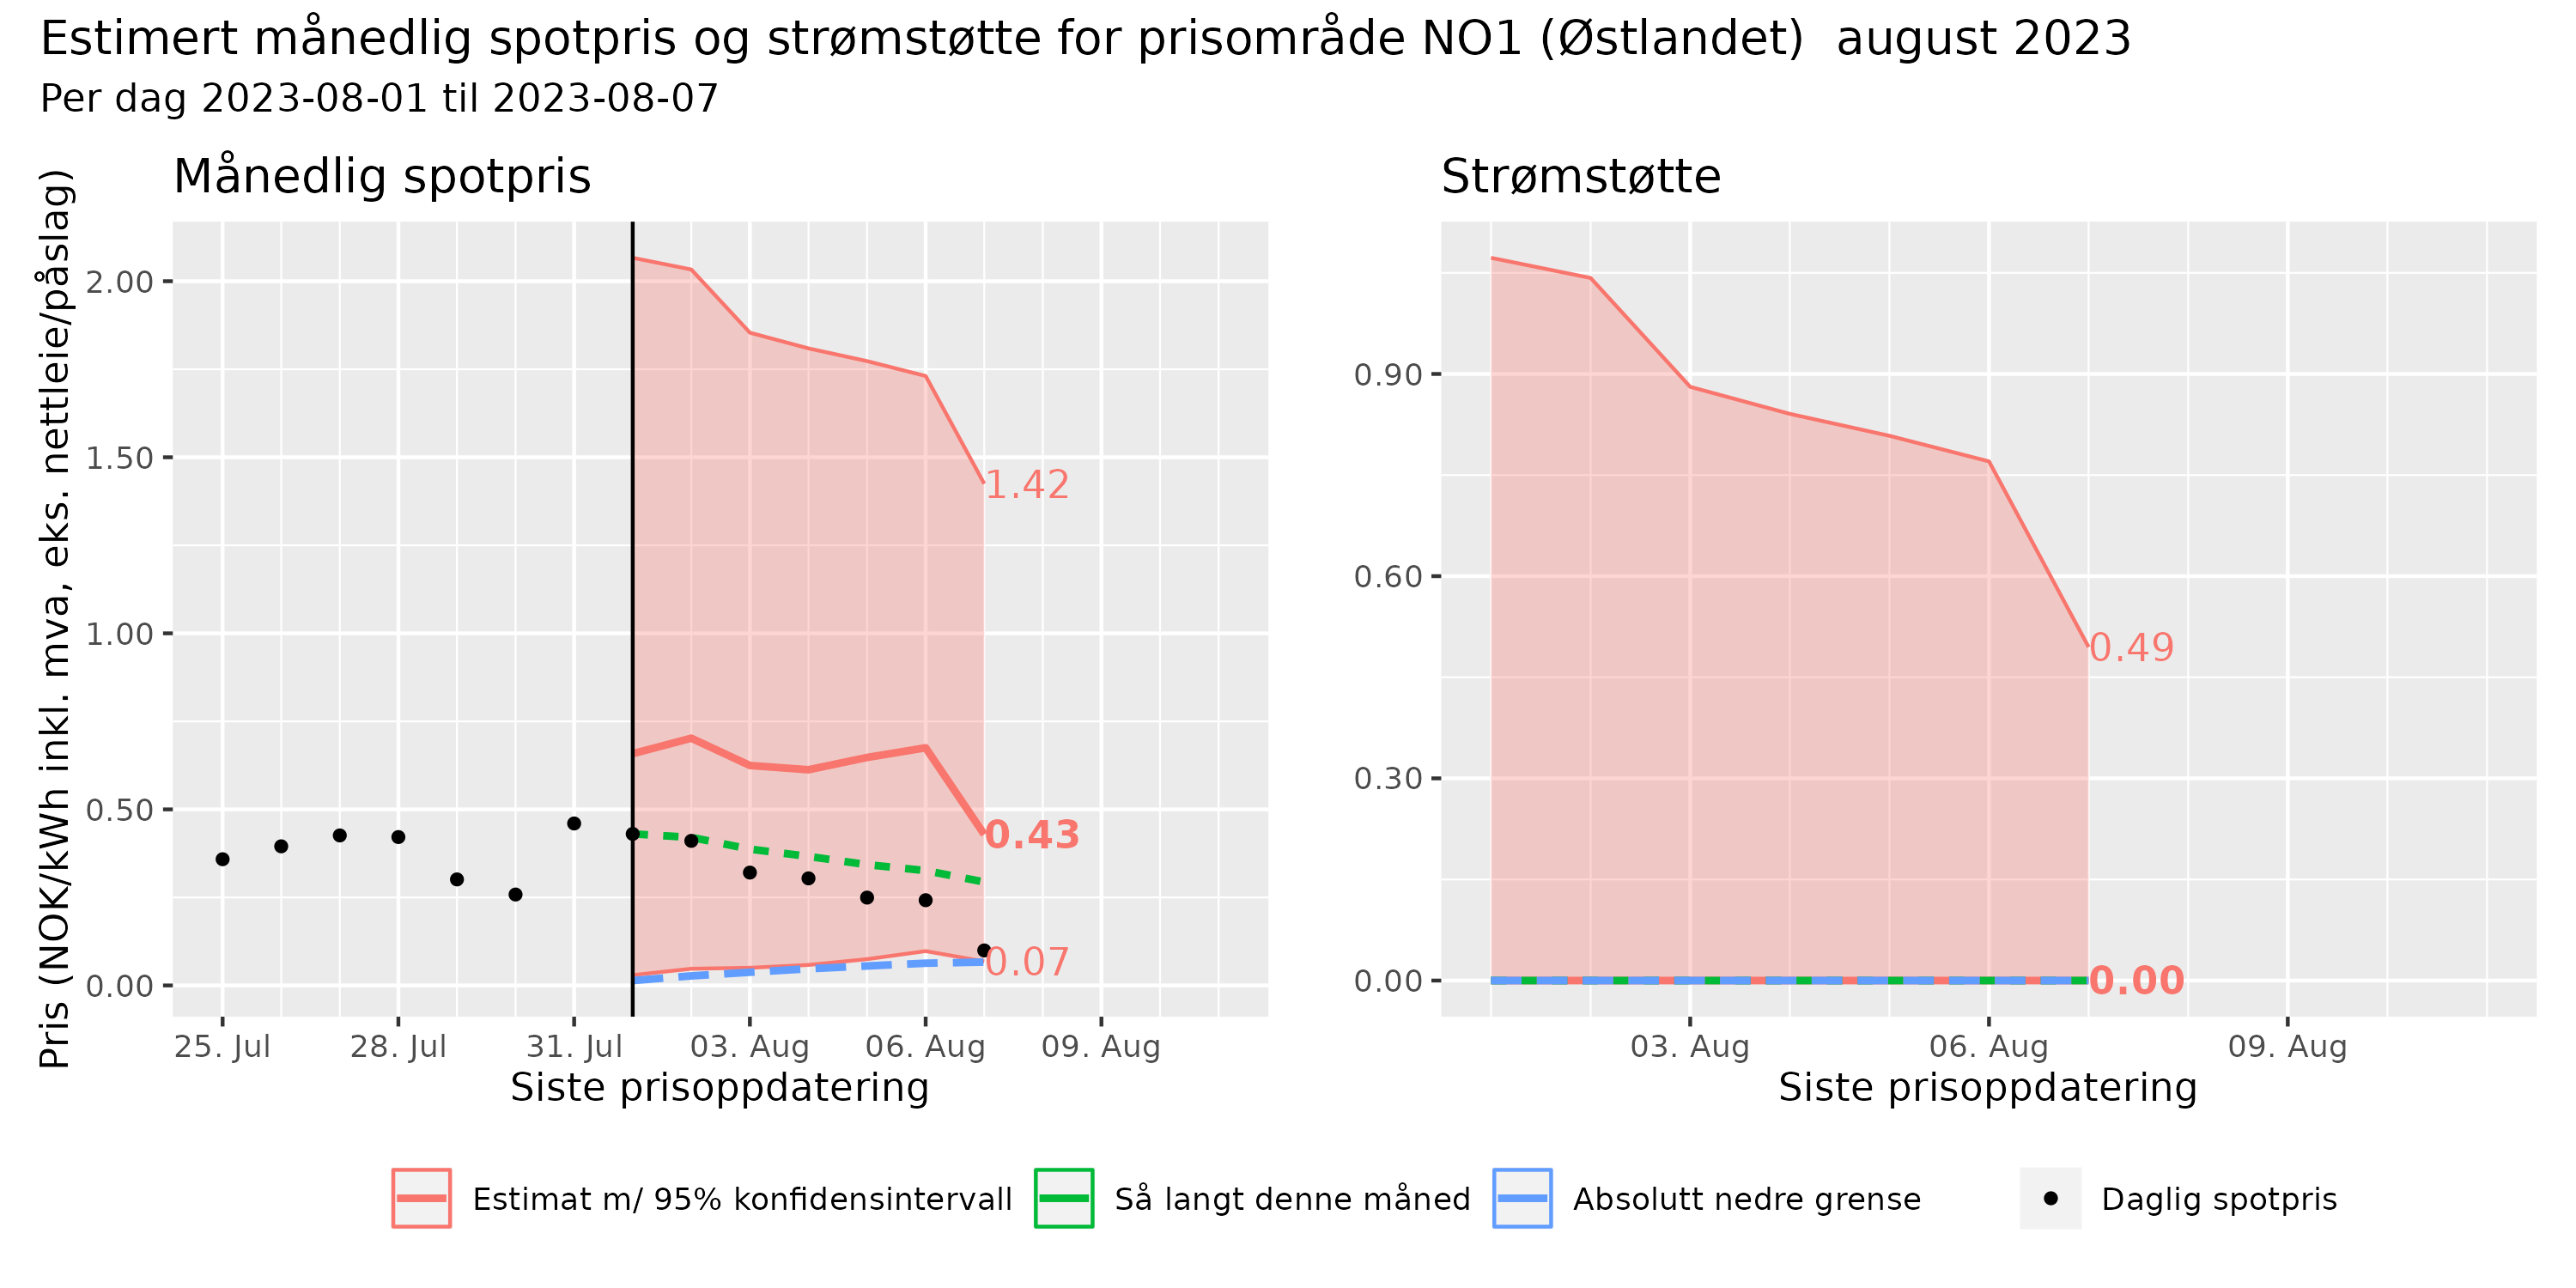 Estimert månedlig spotpris og strømstøtte for prisområde NO1 (Østlandet)  august 2023
Per dag 2023-08-01 til 2023-08-07
Månedlig spotpris
Pris (NOK/kWh inkl. mva, eks. nettleie/påslag)
2.00
1.50
1.00
0.50
0.00
1.42
0.43
0.07
25. Jul
28. Jul
31. Jul
03. Aug
06. Aug
09. Aug
Siste prisoppdatering
Strømstøtte
0.90
0.60
0.30
0.00
0.49
0.00
03. Aug
06. Aug
09. Aug
Siste prisoppdatering
Estimat m/ 95% konfidensintervall
Så langt denne måned
Absolutt nedre grense
Daglig spotpris